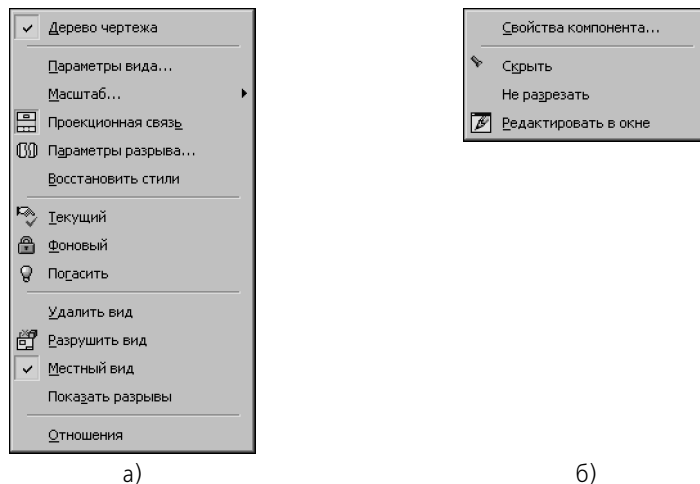 Дерево чертежа
Параметры вида...
Масштаб...
Проекционная связь
Параметры разрыва...
Восстановить стили
Текущий
Фоновый
Погасить
Удалить вид
Разрушить вид
Местный вид
Показать разрывы
Отношения
а)
Свойства компонента...
Скрыть
Не разрезать
Редактировать в окне
б)